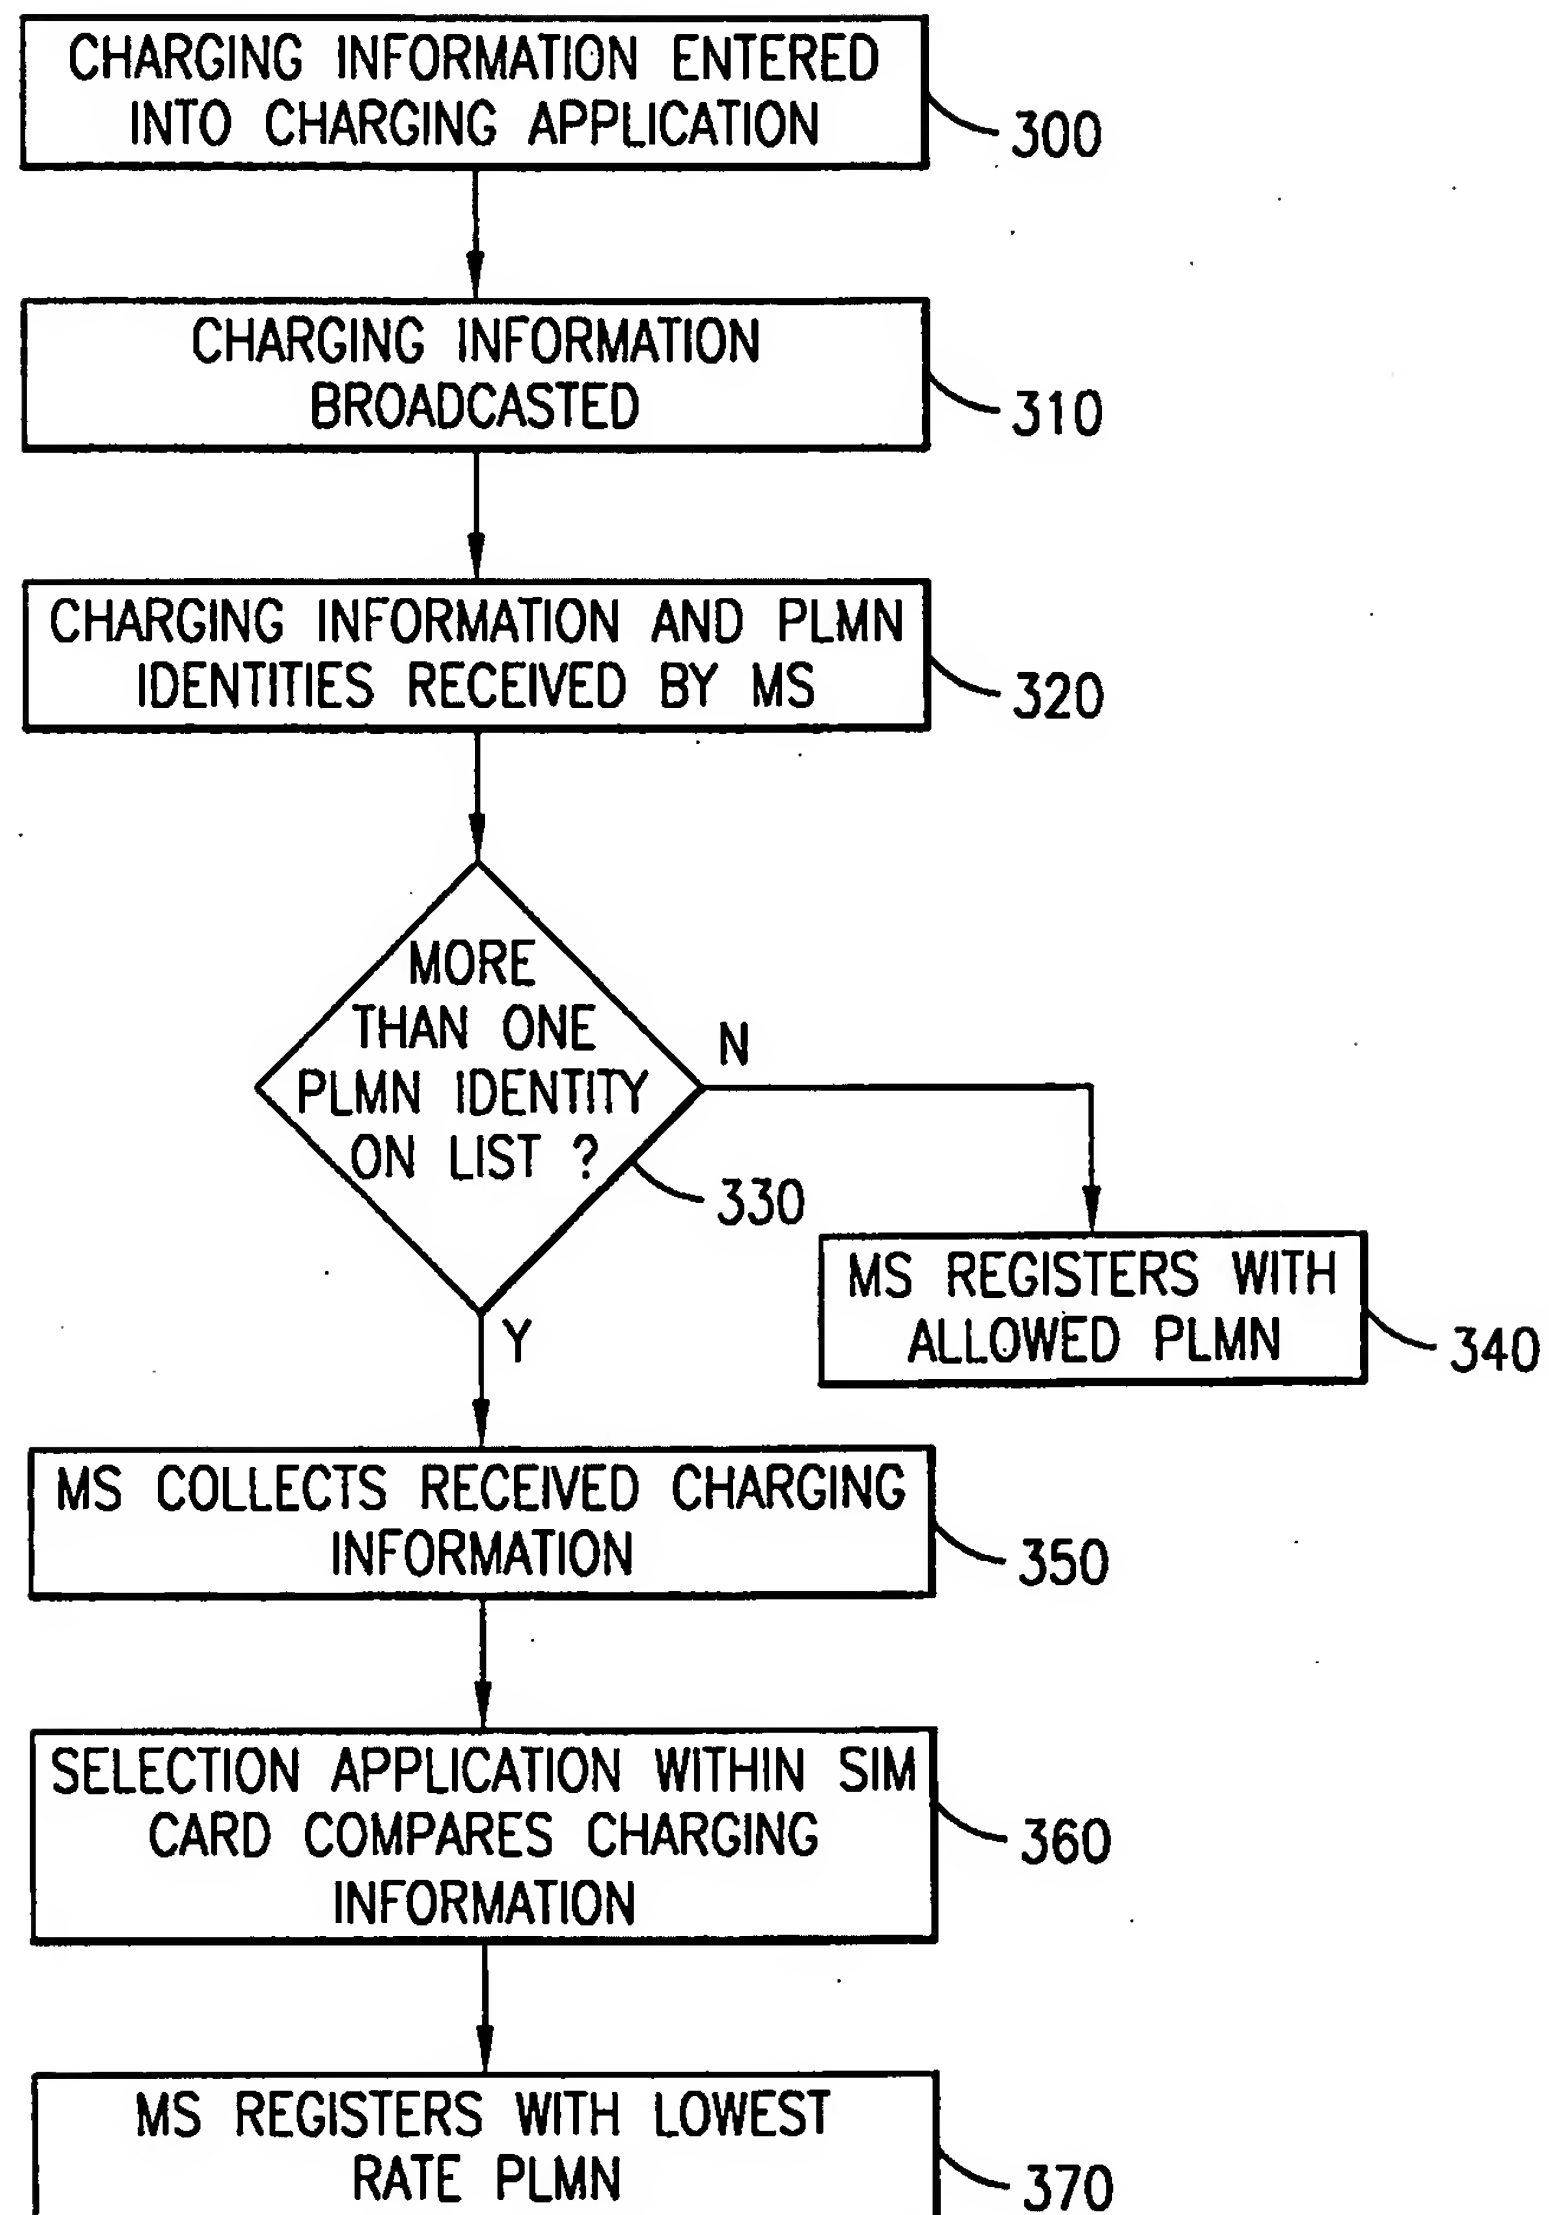 CHARGING INFORMATION ENTERED
INTO CHARGING APPLICATION
300
CHARGING INFORMATION
BROADCASTED
310
CHARGING INFORMATION AND PLMN
IDENTITIES RECEIVED BY MS
320
MORE
THAN ONE
PLMN IDENTITY
ON LIST ?
N
330
Y
MS REGISTERS WITH
ALLOWED PLMN
340
MS COLLECTS RECEIVED CHARGING
INFORMATION
350
SELECTION APPLICATION WITHIN SIM
CARD COMPARES CHARGING
INFORMATION
360
MS REGISTERS WITH LOWEST
RATE PLMN
370